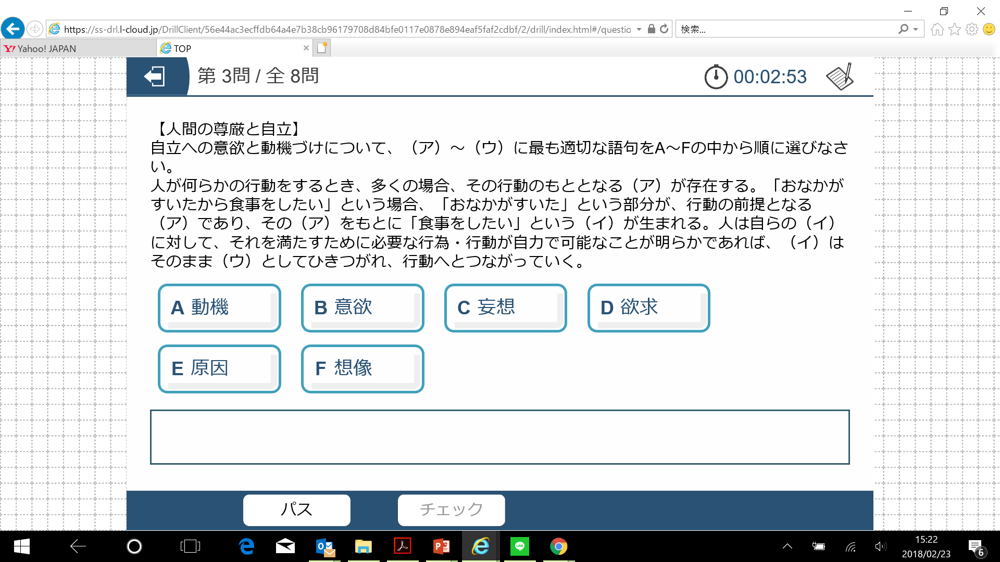 https://ss-drl.l-cloud.jp/DrillClient/56e44ac3ecffdb64a4e7b38cb96179708d84bfe0117e0878e894eaf5faf2cdbf/2/drill/index.html#/questio
検索...
Y! Yahoo! JAPAN
TOP
第 3問 / 全 8問
00:02:53
【人間の尊厳と自立】
自立への意欲と動機づけについて、（ア）～（ウ）に最も適切な語句をA～Fの中から順に選びなさ
い。
人が何らかの行動をするとき、多くの場合、その行動のもととなる（ア）が存在する。「おなかが
すいたから食事をしたい」という場合、「おなかがすいた」という部分が、行動の前提となる
（ア）であり、その（ア）をもとに「食事をしたい」という（イ）が生まれる。人は自らの（イ）
に対して、それを満たすために必要な行為・行動が自力で可能なことが明らかであれば、（イ）は
そのまま（ウ）としてひきつがれ、行動へとつながっていく。
A 動機
B 意欲
C 妄想
D 欲求
E 原因
F 想像
パス
チェック
LINE
15:22
2018/02/23
6